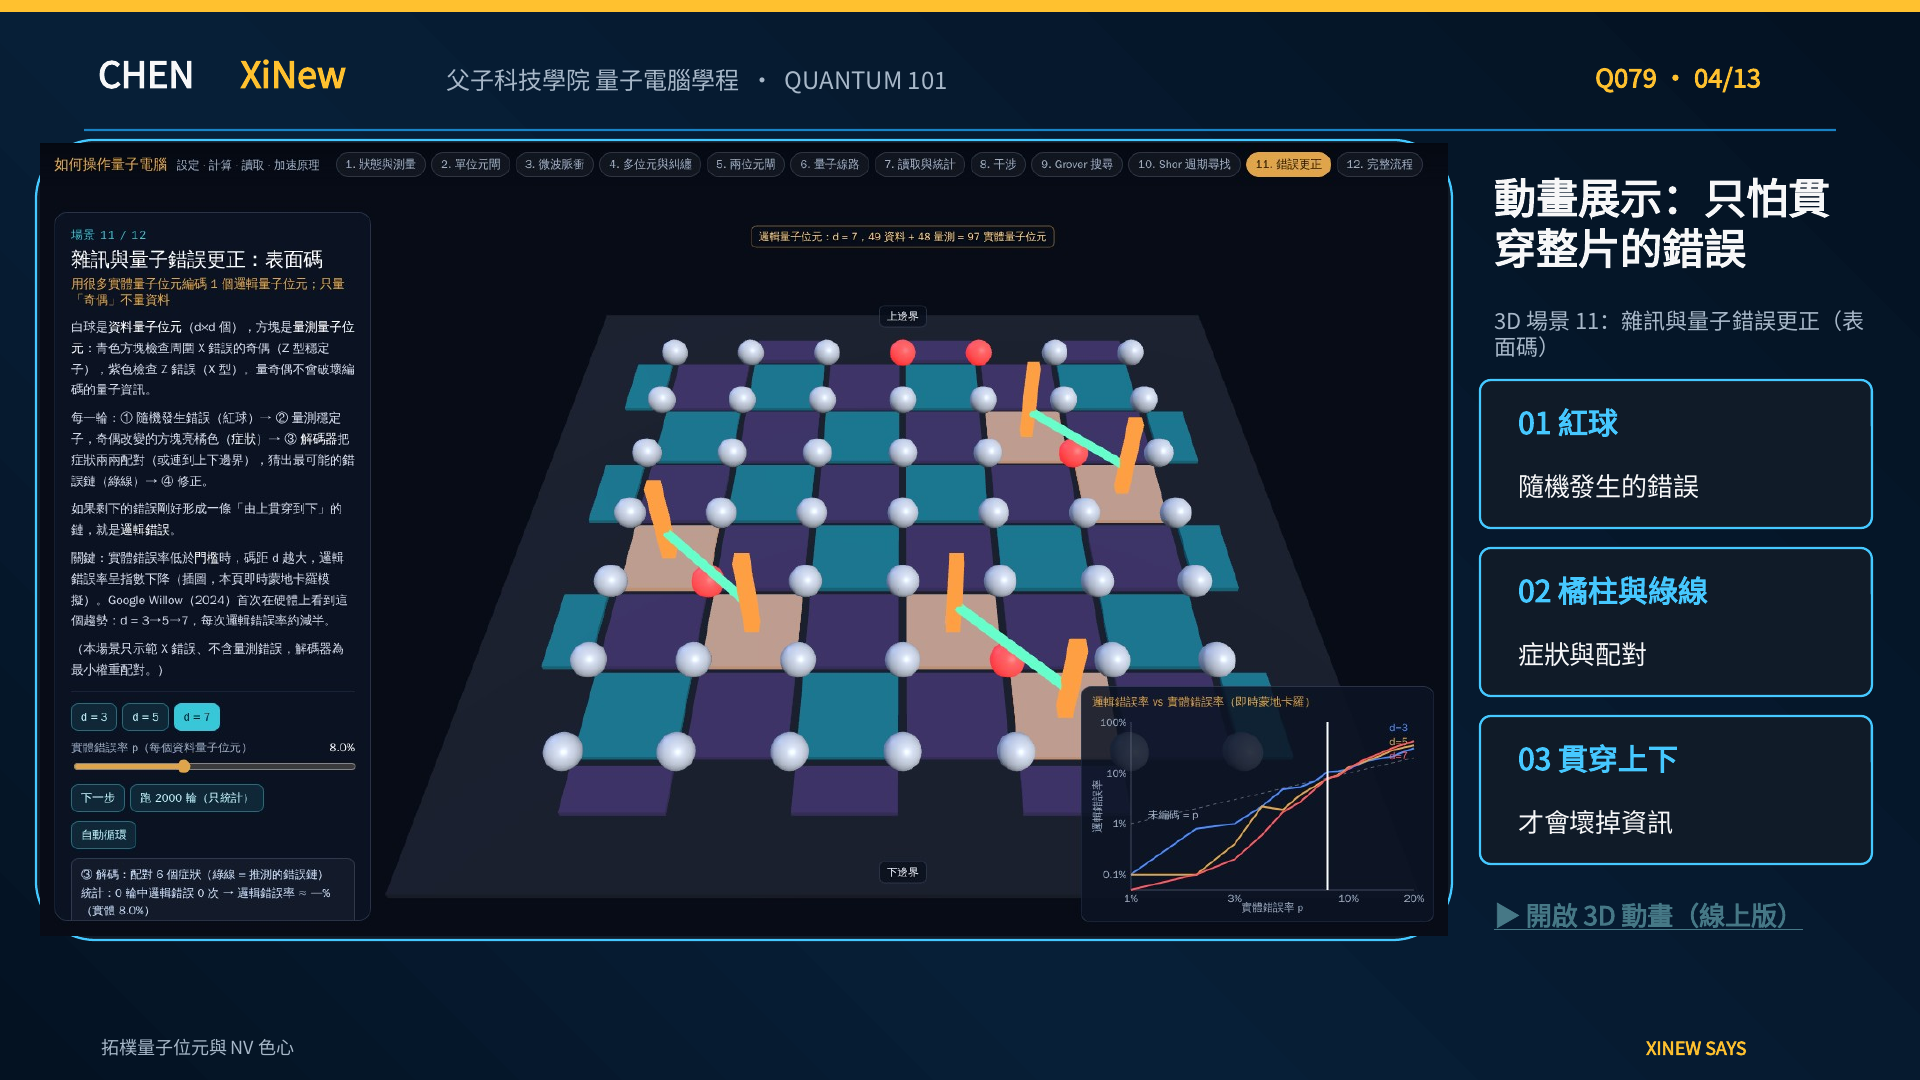 CHEN XiNew
父子科技學院 量子電腦學程 • QUANTUM 101
Q079 • 04/13
如何操作量子電腦 設定 · 計算 · 讀取 · 加速原理
1. 狀態與測量
2. 單位元閘
3. 微波脈衝
4. 多位元與糾纏
5. 兩位元閘
6. 量子線路
7. 讀取與統計
8. 干涉
9. Grover 搜尋
10. Shor 週期尋找
11. 錯誤更正
12. 完整流程
場景 11 / 12
雜訊與量子錯誤更正：表面碼
用很多實體量子位元編碼 1 個邏輯量子位元；只量
「奇偶」不量資料
白球是資料量子位元（d×d 個），方塊是量測量子位
元：青色方塊檢查周圍 X 錯誤的奇偶（Z 型穩定
子），紫色檢查 Z 錯誤（X 型）。量奇偶不會破壞編
碼的量子資訊。
每一輪：① 隨機發生錯誤（紅球）→ ② 量測穩定
子，奇偶改變的方塊亮橘色（症狀）→ ③ 解碼器把
症狀兩兩配對（或連到上下邊界），猜出最可能的錯
誤鏈（綠線）→ ④ 修正。
如果剩下的錯誤剛好形成一條「由上貫穿到下」的
鏈，就是邏輯錯誤。
關鍵：實體錯誤率低於門檻時，碼距 d 越大，邏輯
錯誤率呈指數下降（插圖，本頁即時蒙地卡羅模
擬）。Google Willow（2024）首次在硬體上看到這
個趨勢：d = 3→5→7，每次邏輯錯誤率約減半。
（本場景只示範 X 錯誤、不含量測錯誤，解碼器為
最小權重配對。）
d = 3
d = 5
d = 7
實體錯誤率 p（每個資料量子位元） 8.0%
下一步
跑 2000 輪（只統計）
自動循環
③ 解碼：配對 6 個症狀（綠線 = 推測的錯誤鏈）
統計：0 輪中邏輯錯誤 0 次 → 邏輯錯誤率 ≈ —%
（實體 8.0%）
邏輯量子位元：d = 7，49 資料 + 48 量測 = 97 實體量子位元
上邊界
下邊界
邏輯錯誤率 vs 實體錯誤率（即時蒙地卡羅）
100%
10%
1%
0.1%
邏輯錯誤率
未編碼 = p
d=3
d=5
d=7
1%
3%
10%
20%
實體錯誤率 p
動畫展示：只怕貫
穿整片的錯誤
3D 場景 11：雜訊與量子錯誤更正（表
面碼）
01 紅球
隨機發生的錯誤
02 橘柱與綠線
症狀與配對
03 貫穿上下
才會壞掉資訊
▶ 開啟 3D 動畫（線上版）
拓樸量子位元與 NV 色心
XINEW SAYS